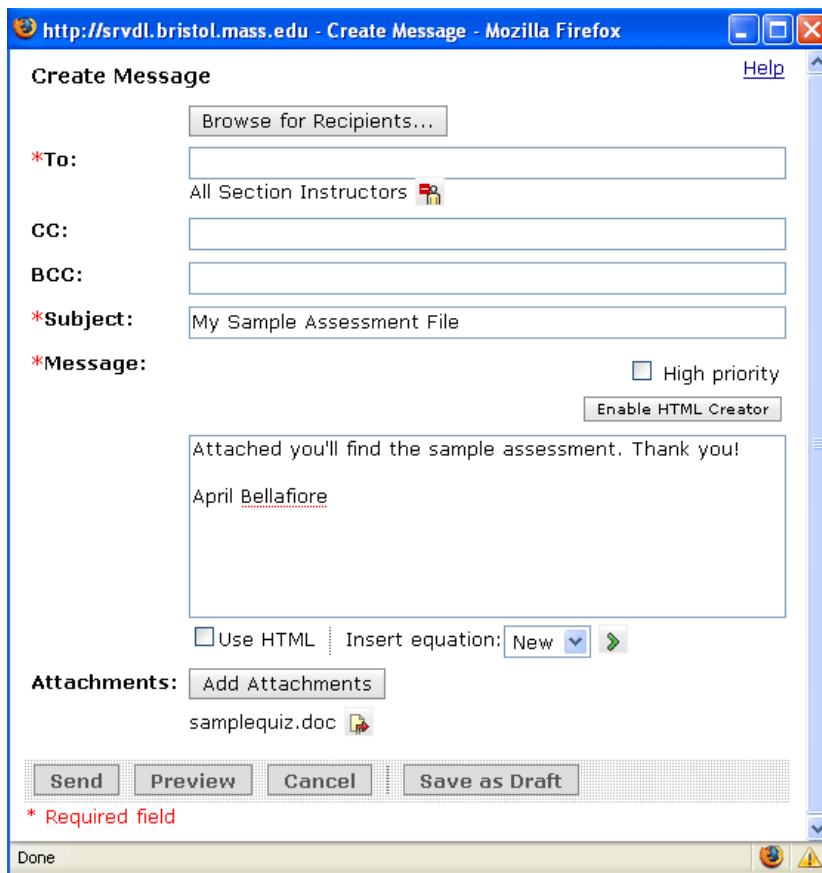 http://srvdl.bristol.mass.edu - Create Message - Mozilla Firefox
Create Message
Help
Browse for Recipients...
*To:
All Section Instructors
CC:
BCC:
*Subject: My Sample Assessment File
*Message:
High priority
Enable HTML Creator
Attached you'll find the sample assessment. Thank you!
April Bellafiore
Use HTML Insert equation: New
Attachments: Add Attachments
samplequiz.doc
Send Preview Cancel Save as Draft
* Required field
Done